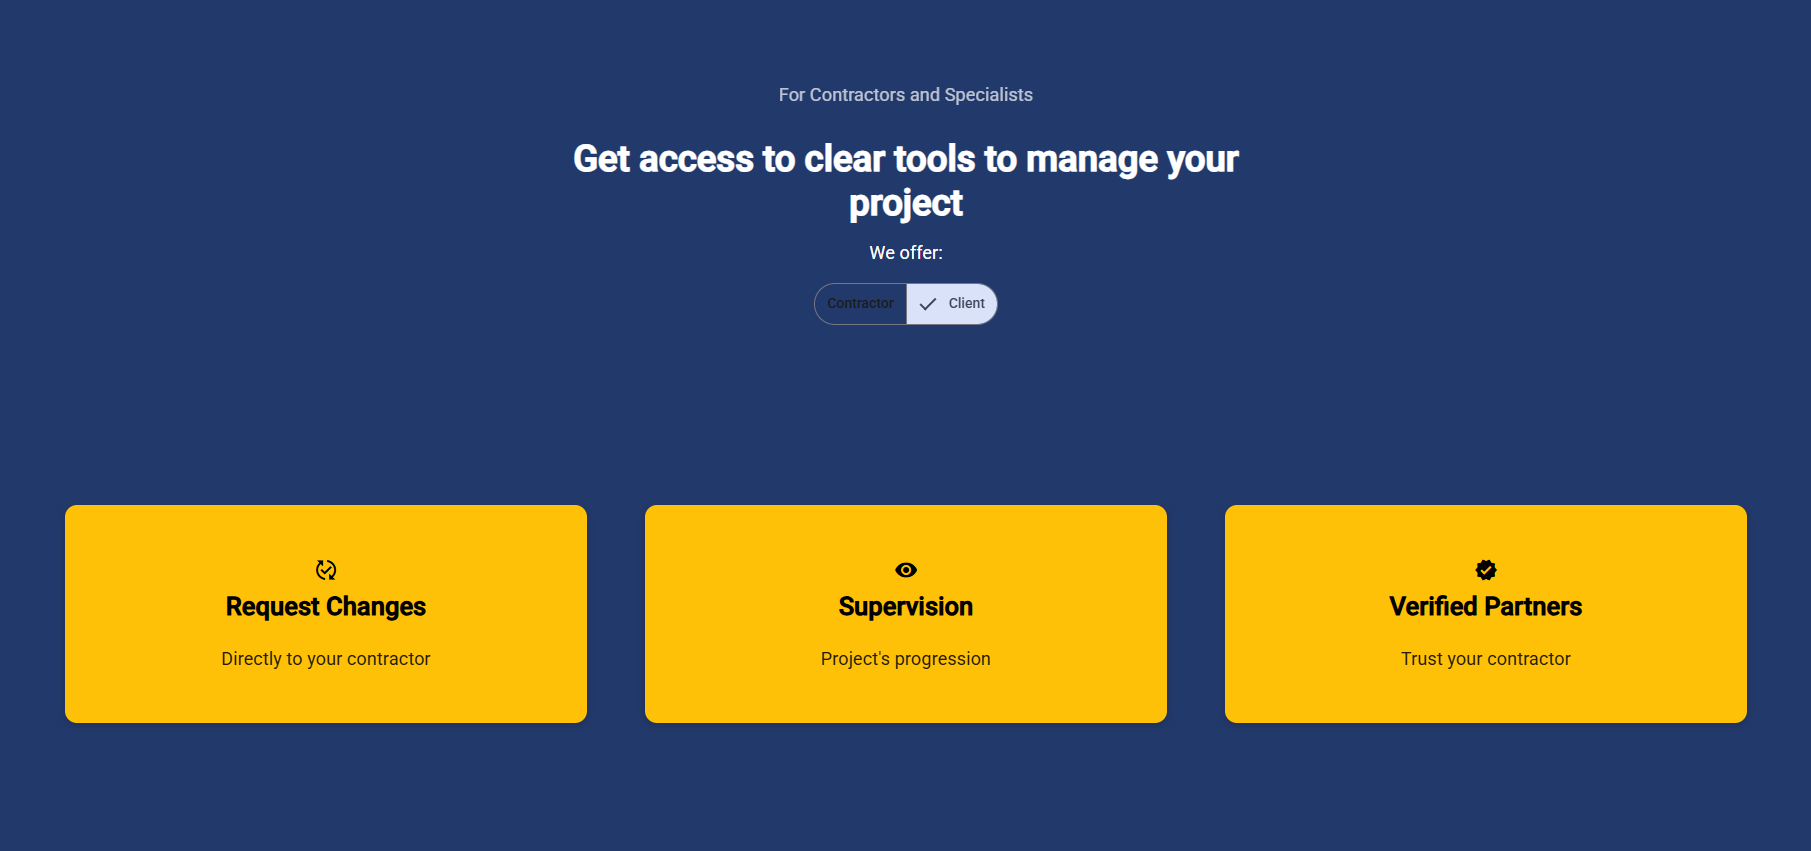 For Contractors and Specialists
Get access to clear tools to manage your
project
We offer:
Contractor
Client
Request Changes
Directly to your contractor
Supervision
Project's progression
Verified Partners
Trust your contractor